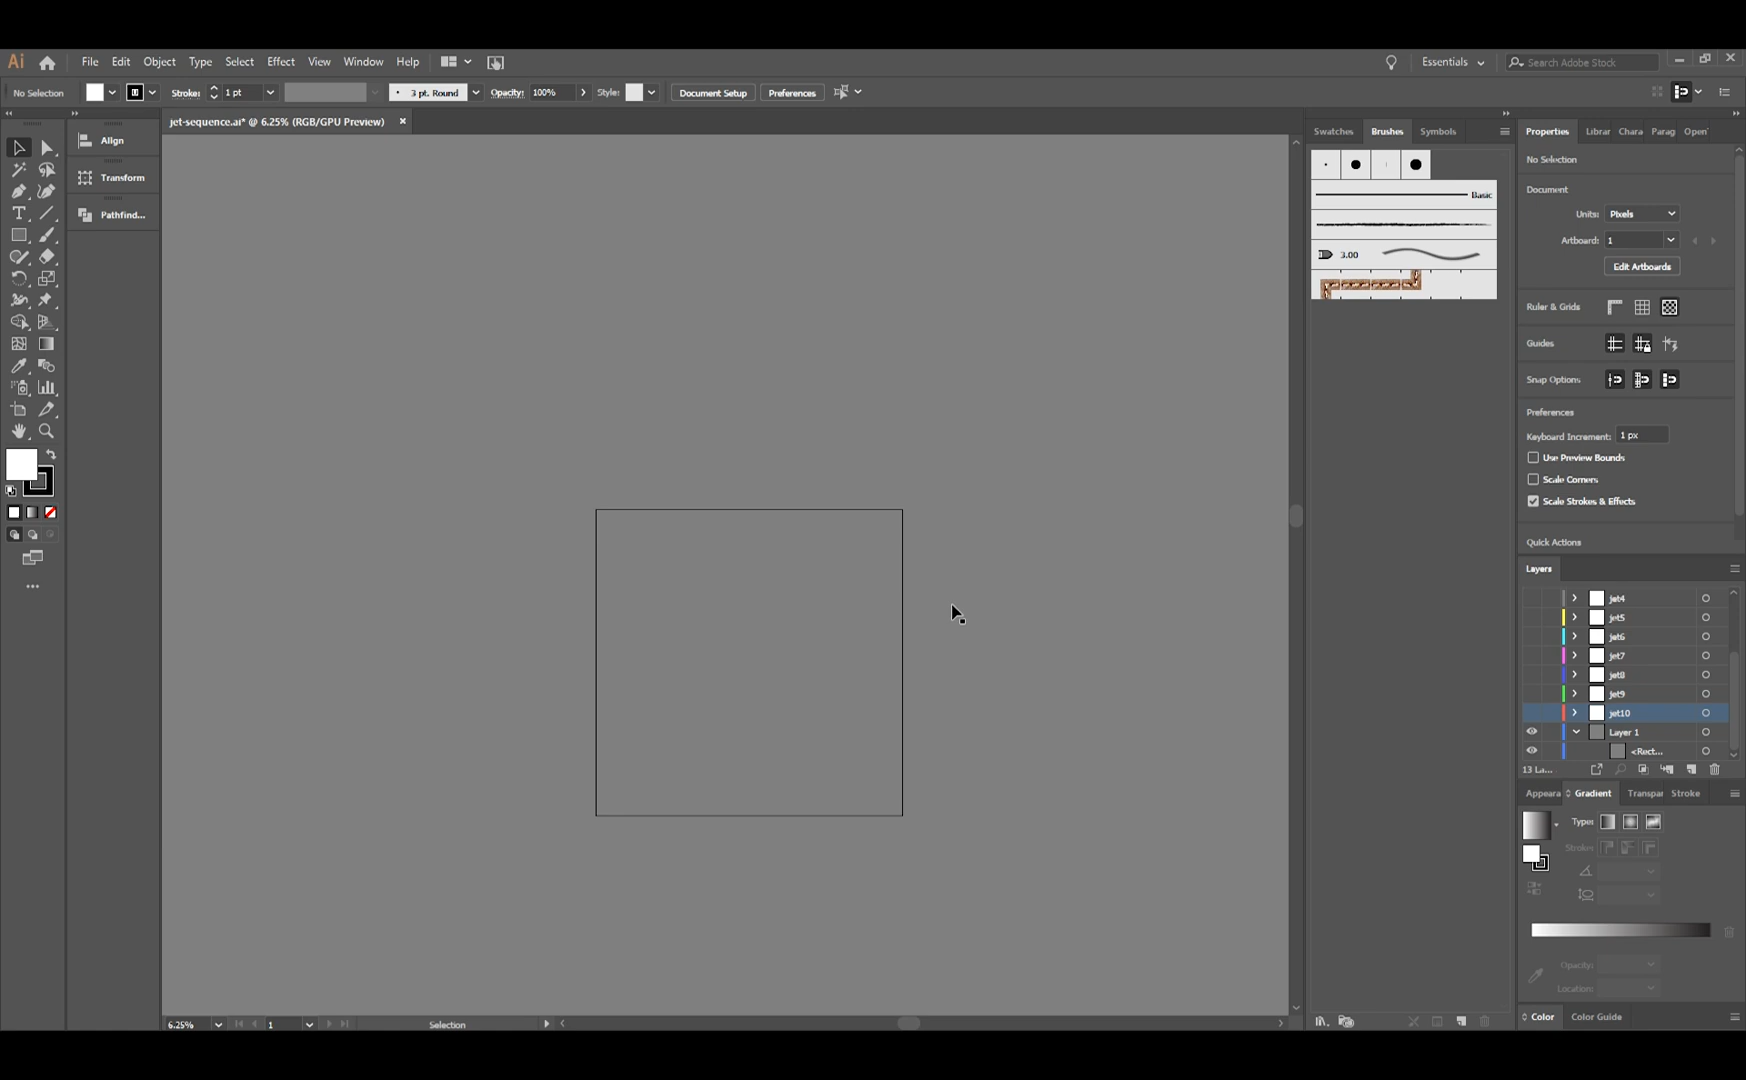 Ai File Edit Object Type Select Effect View Window Help Essentials Search Adobe Stock
No Selection Stroke: 1 pt 3 pt. Round Opacity: 100% Style: Document Setup Preferences
jet-sequence.ai* @ 6.25% (RGB/GPU Preview)
Align
Transform
Pathfind...
Swatches Brushes Symbols
Basic
3.00
Properties Librar Chara Parag Open
No Selection
Document
Units: Pixels
Artboard: 1
Edit Artboards
Ruler & Grids
Guides
Snap Options
Preferences
Keyboard Increment: 1 px
Use Preview Bounds
Scale Corners
Scale Strokes & Effects
Quick Actions
Layers
jet4
jet5
jet6
jet7
jet8
jet9
jet10
Layer 1
<Rect...
13 La...
Appeara Gradient Transpar Stroke
Type:
Stroke:
Opacity:
Location:
Color Color Guide
6.25% 1 Selection